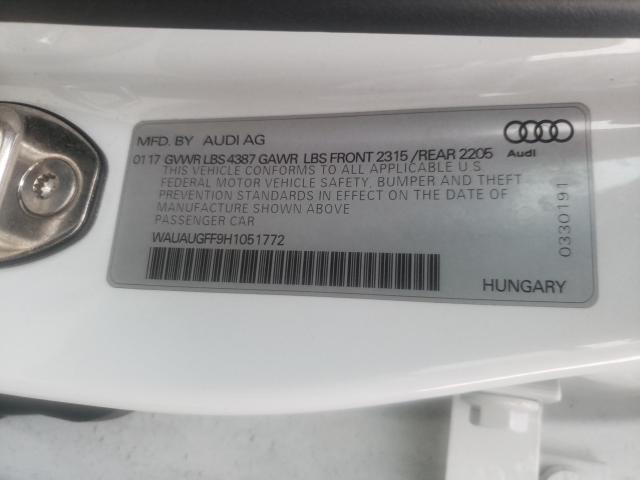 MFD. BY AUDI AG
0117 GVWR LBS 4387 GAWR LBS FRONT 2315 /REAR 2205
THIS VEHICLE CONFORMS TO ALL APPLICABLE U S
FEDERAL MOTOR VEHICLE SAFETY, BUMPER AND THEFT
PREVENTION STANDARDS IN EFFECT ON THE DATE OF
MANUFACTURE SHOWN ABOVE
PASSENGER CAR
WAUAUGFF9H1051772
Audi
0330191
HUNGARY